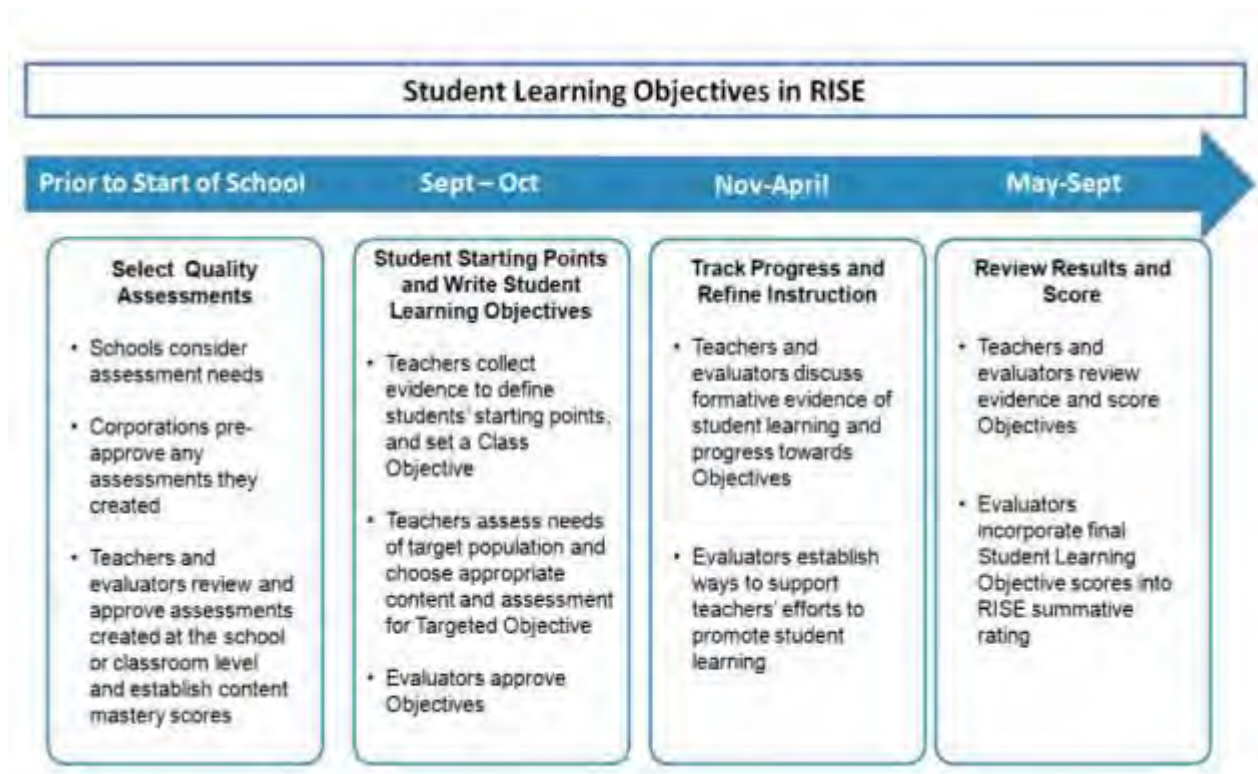 Student Learning Objectives in RISE
Prior to Start of School
Sept – Oct
Nov-April
May-Sept
Select Quality
Assessments
• Schools consider
assessment needs
• Corporations pre-
approve any
assessments they
created
• Teachers and
evaluators review and
approve assessments
created at the school
or classroom level
and establish content
mastery scores
Student Starting Points
and Write Student
Learning Objectives
• Teachers collect
evidence to define
students' starting points,
and set a Class
Objective
• Teachers assess needs
of target population and
choose appropriate
content and assessment
for Targeted Objective
• Evaluators approve
Objectives
Track Progress and
Refine Instruction
• Teachers and
evaluators discuss
formative evidence of
student learning and
progress towards
Objectives
• Evaluators establish
ways to support
teachers' efforts to
promote student
learning
Review Results and
Score
• Teachers and
evaluators review
evidence and score
Objectives
• Evaluators
incorporate final
Student Learning
Objective scores into
RISE summative
rating